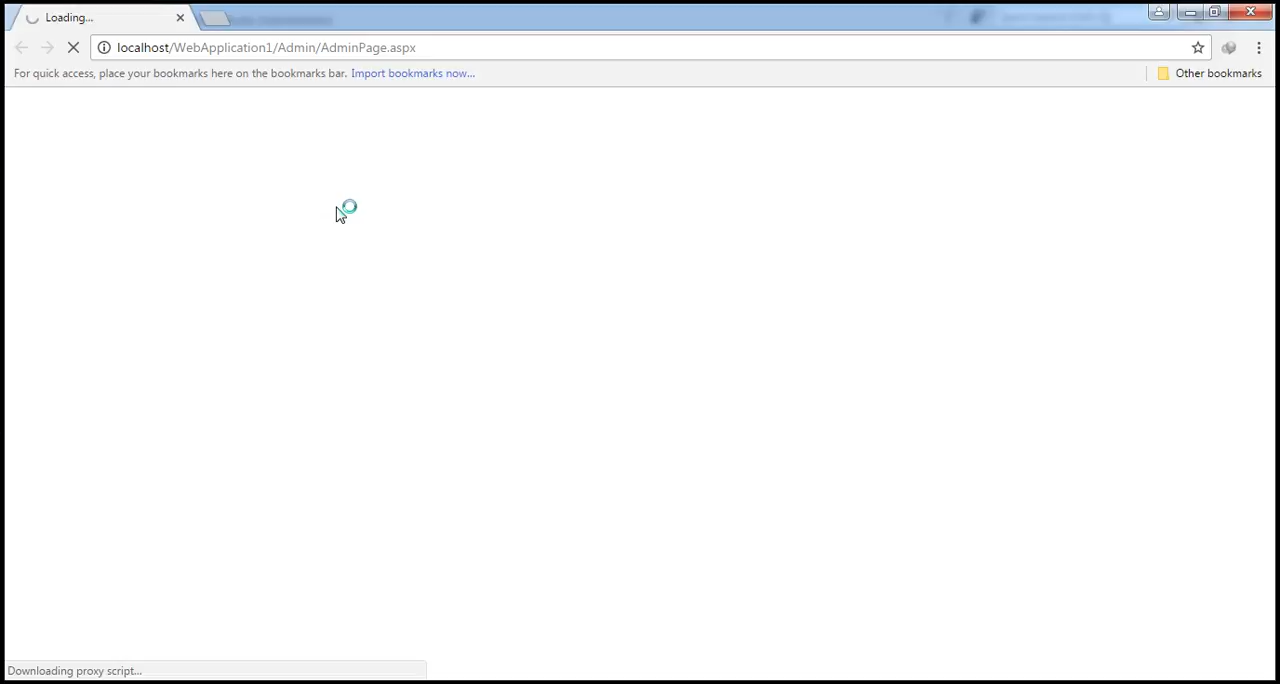 Loading...
localhost/WebApplication1/Admin/AdminPage.aspx
For quick access, place your bookmarks here on the bookmarks bar. Import bookmarks now...
Other bookmarks
Downloading proxy script...